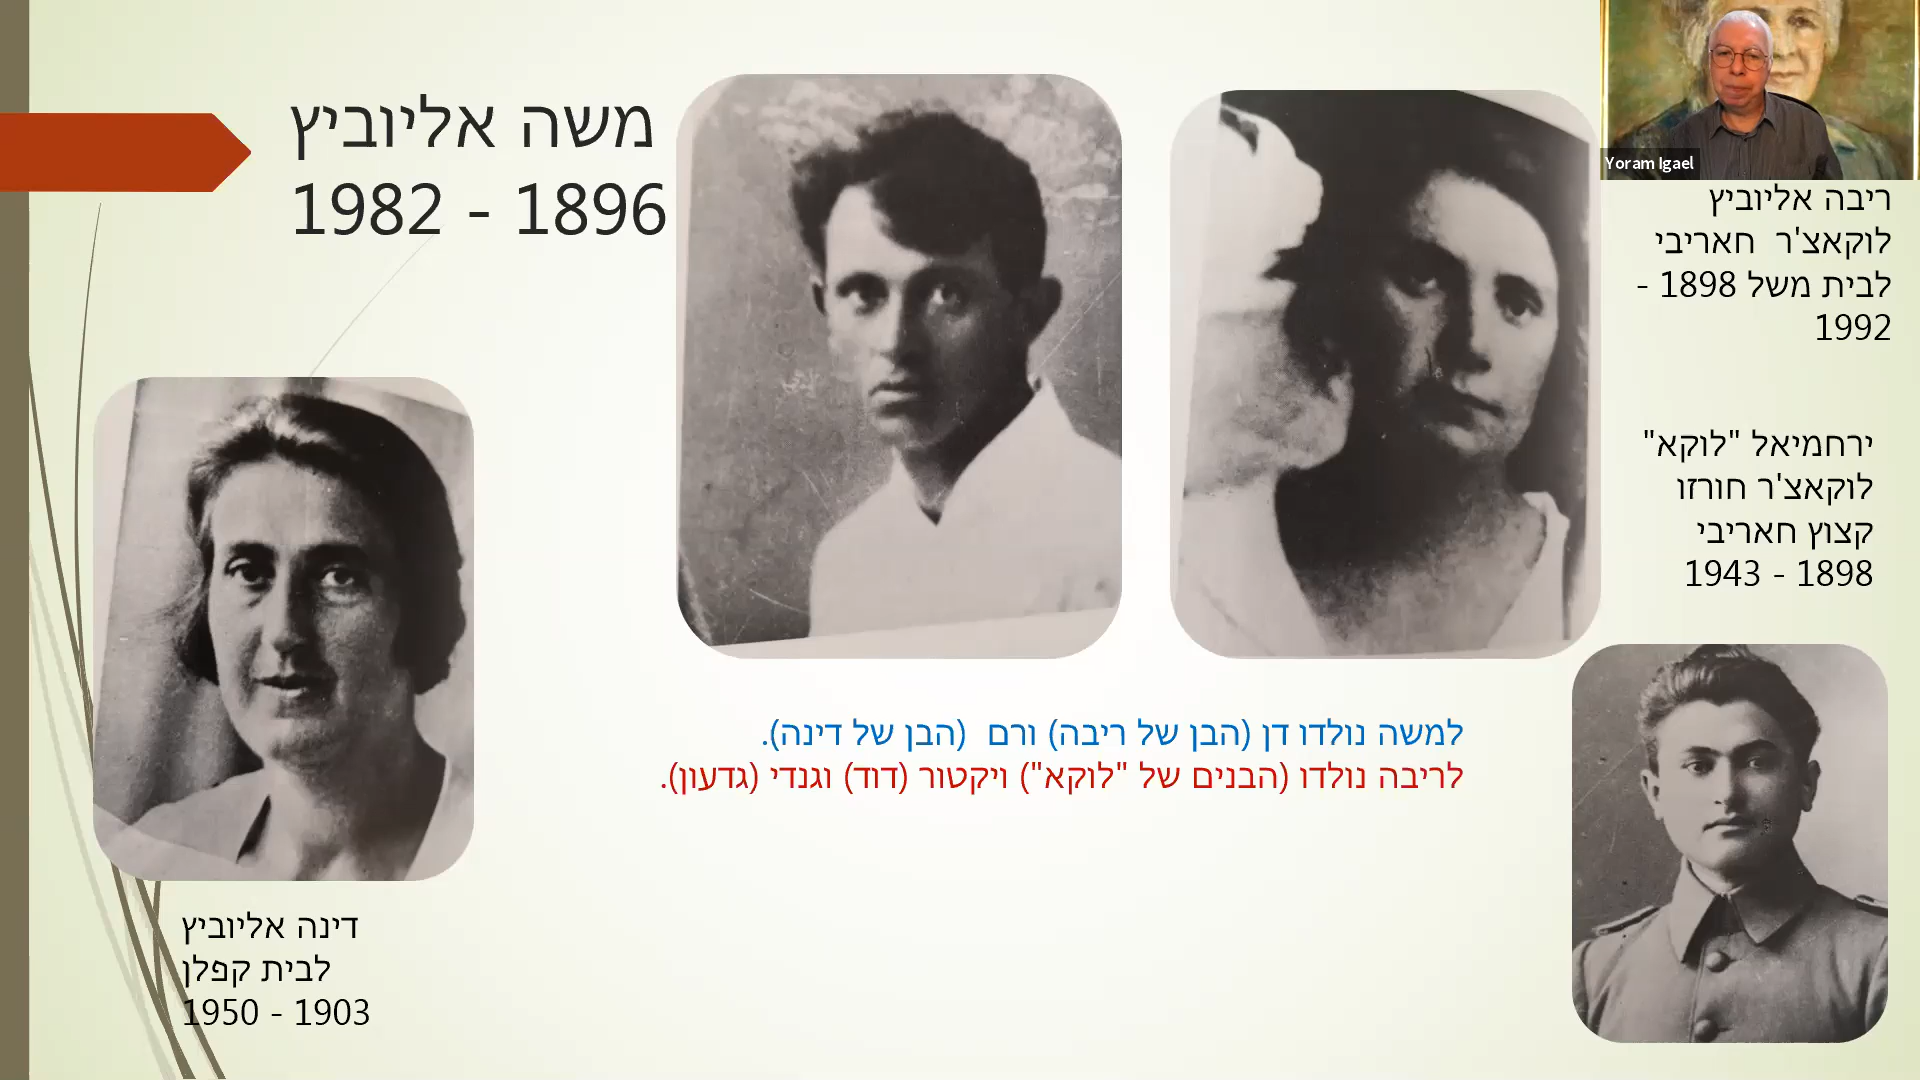 משה אליוביץ
1896 - 1982
Yoram Igael
ריבה אליוביץ
לוקאצ'ר חאריבי
לבית משל 1898 -
1992
ירחמיאל "לוקא"
לוקאצ'ר חורזו
קצוץ חאריבי
1898 - 1943
למשה נולדו דן (הבן של ריבה) ורם (הבן של דינה).
לריבה נולדו (הבנים של "לוקא") ויקטור (דוד) וגנדי (גדעון).
דינה אליוביץ
לבית קפלן
1903 - 1950